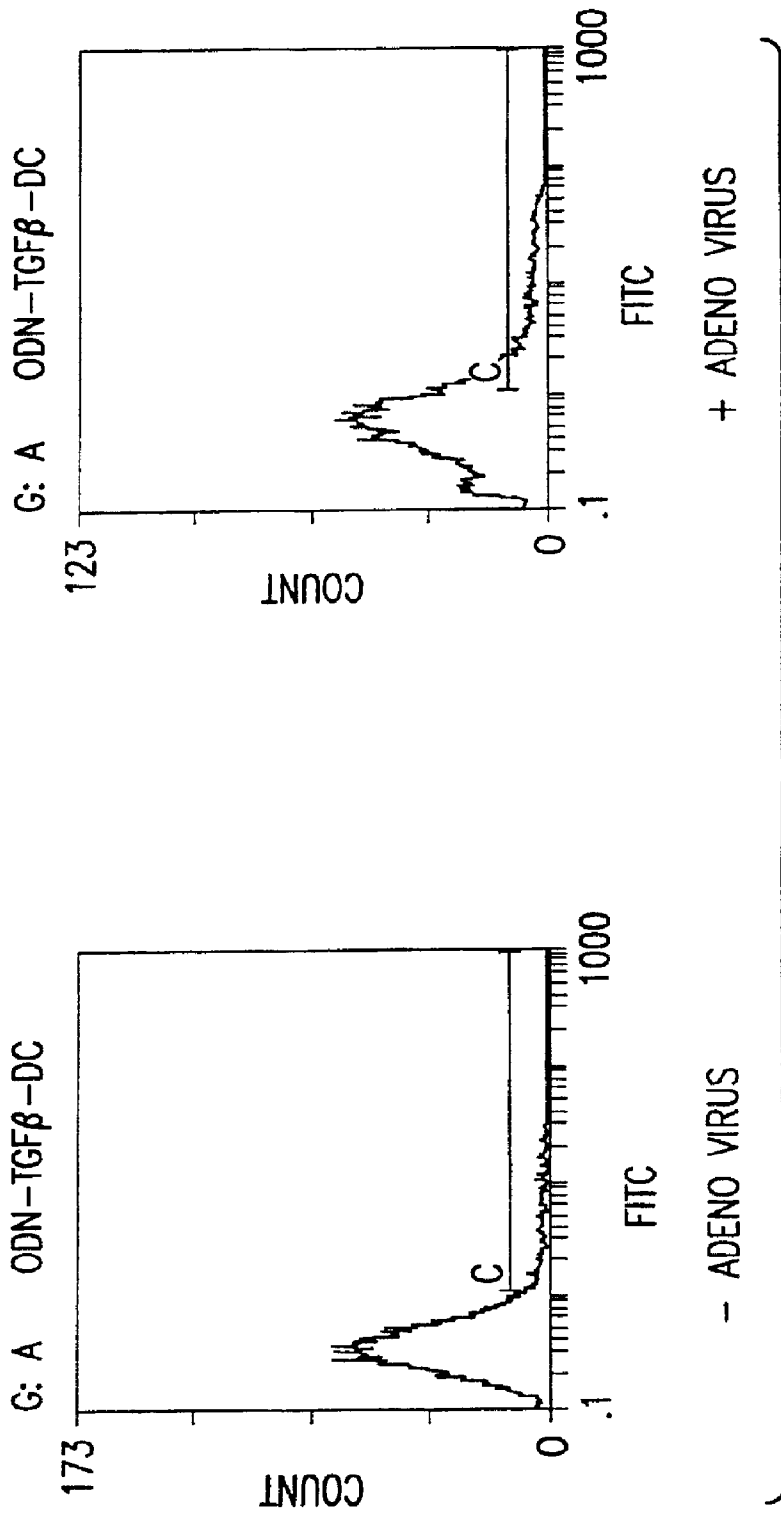 G: A ODN-TGFβ-DC
173
COUNT
0
C
.1
1000
FITC
- ADENO VIRUS
G: A ODN-TGFβ-DC
123
COUNT
0
C
.1
1000
FITC
+ ADENO VIRUS